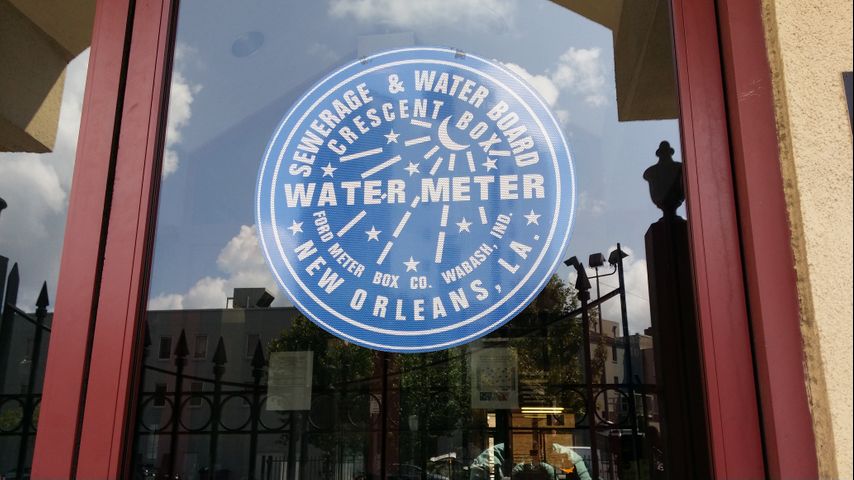 SEWERAGE & WATER BOARD
CRESCENT BOX
WATER METER
FORD METER BOX CO. WABASH, IND.
NEW ORLEANS, LA.